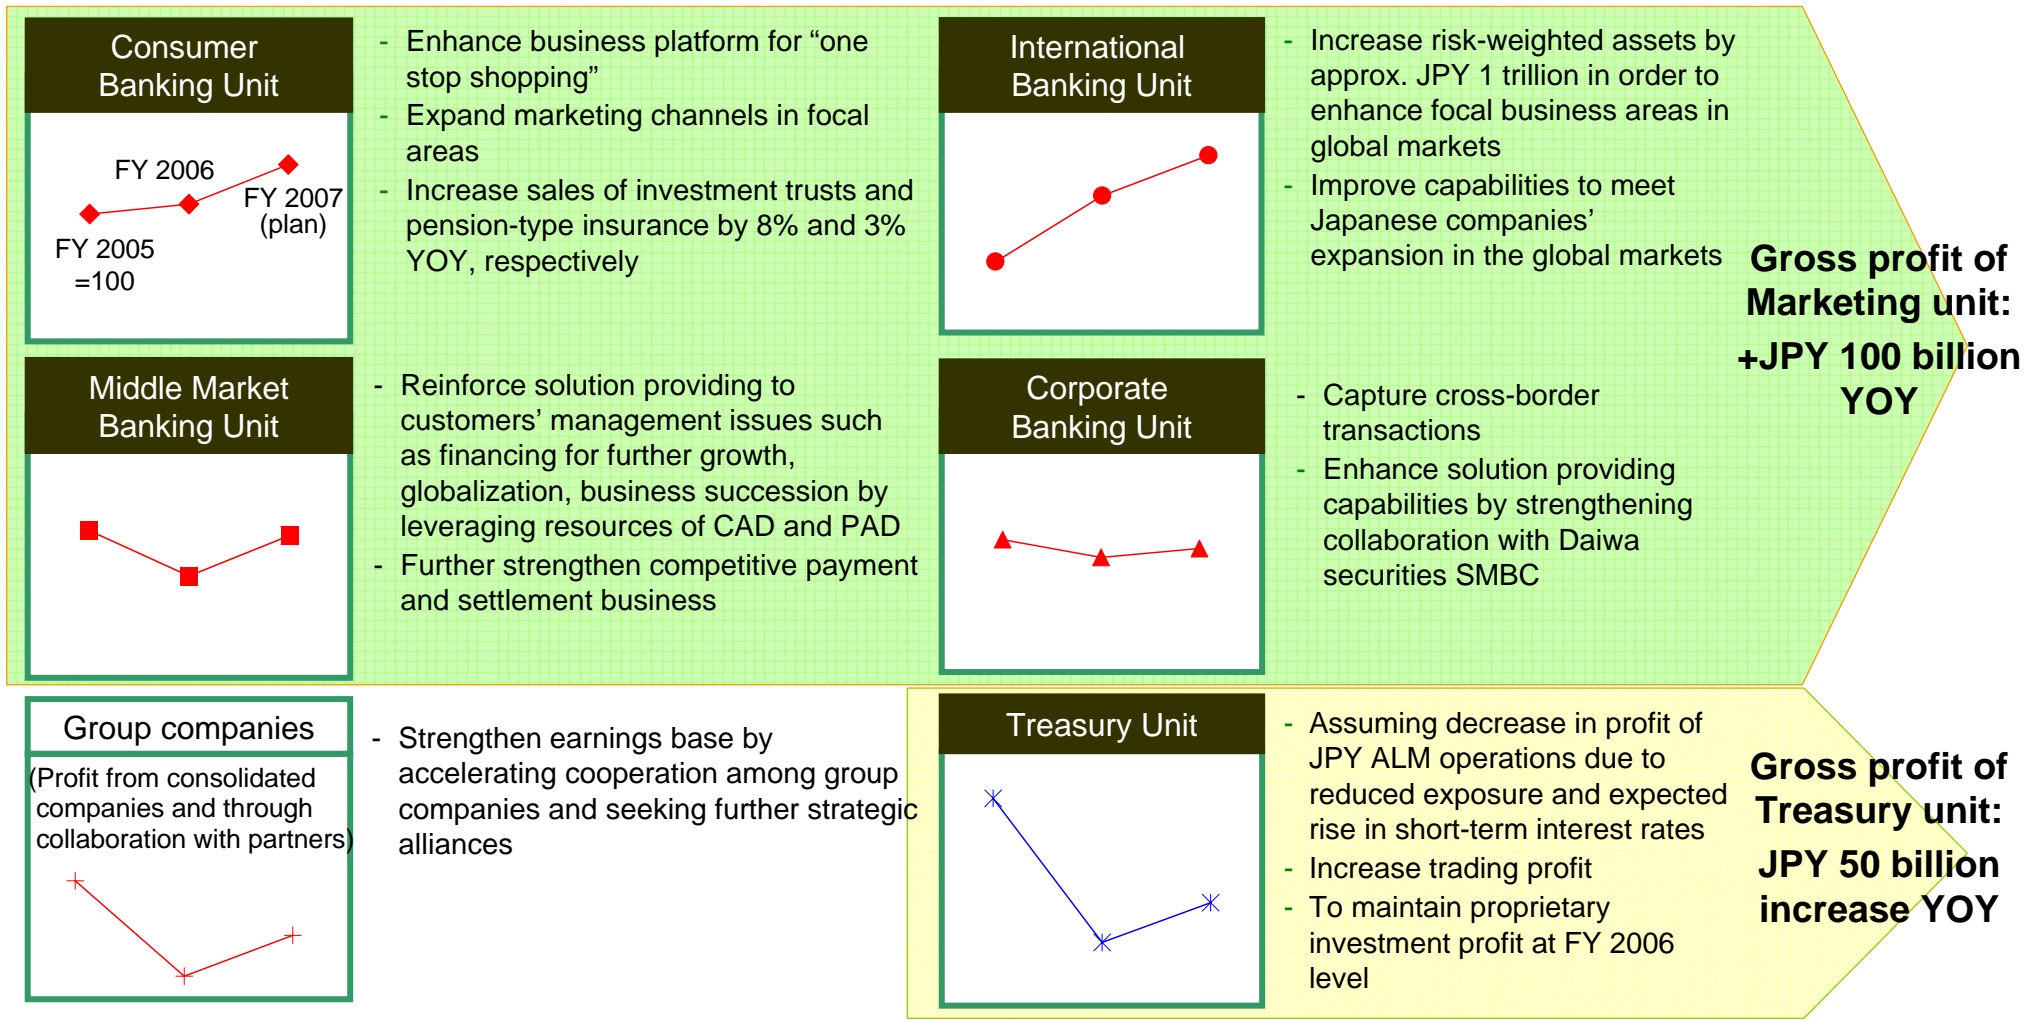 Consumer
Banking Unit
FY 2006
FY 2007
(plan)
FY 2005
=100
- Enhance business platform for “one
stop shopping”
- Expand marketing channels in focal
areas
- Increase sales of investment trusts and
pension-type insurance by 8% and 3%
YOY, respectively
International
Banking Unit
- Increase risk-weighted assets by
approx. JPY 1 trillion in order to
enhance focal business areas in
global markets
- Improve capabilities to meet
Japanese companies’
expansion in the global markets
Middle Market
Banking Unit
- Reinforce solution providing to
customers’ management issues such
as financing for further growth,
globalization, business succession by
leveraging resources of CAD and PAD
- Further strengthen competitive payment
and settlement business
Corporate
Banking Unit
- Capture cross-border
transactions
- Enhance solution providing
capabilities by strengthening
collaboration with Daiwa
securities SMBC
Gross profit of
Marketing unit:
+JPY 100 billion
YOY
Group companies
(Profit from consolidated
companies and through
collaboration with partners)
- Strengthen earnings base by
accelerating cooperation among group
companies and seeking further strategic
alliances
Treasury Unit
- Assuming decrease in profit of
JPY ALM operations due to
reduced exposure and expected
rise in short-term interest rates
- Increase trading profit
- To maintain proprietary
investment profit at FY 2006
level
Gross profit of
Treasury unit:
JPY 50 billion
increase YOY